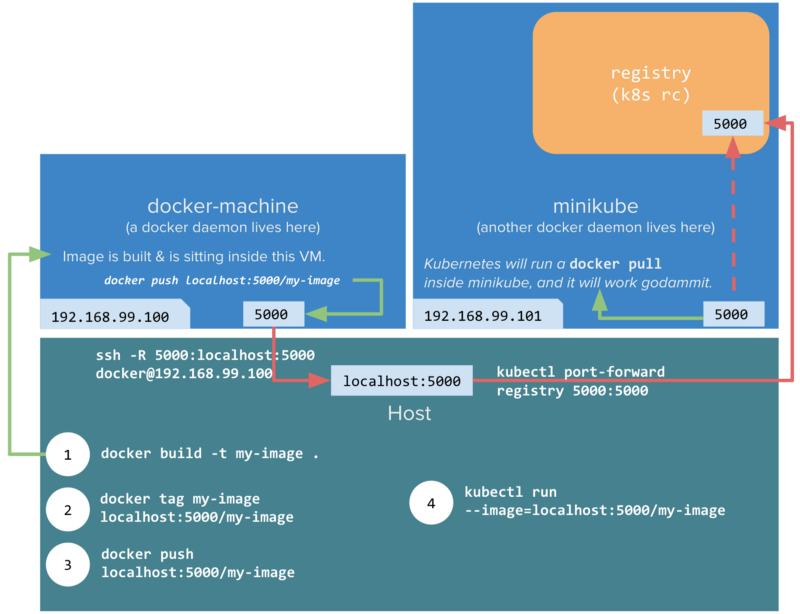 registry
(k8s rc)
5000
docker-machine
(a docker daemon lives here)
Image is built & is sitting inside this VM.
docker push localhost:5000/my-image
192.168.99.100
5000
minikube
(another docker daemon lives here)
Kubernetes will run a docker pull
inside minikube, and it will work godammit.
192.168.99.101
5000
ssh -R 5000:localhost:5000
docker@192.168.99.100
localhost:5000
kubectl port-forward
registry 5000:5000
Host
1
docker build -t my-image .
2
docker tag my-image
localhost:5000/my-image
3
docker push
localhost:5000/my-image
4
kubectl run
--image=localhost:5000/my-image